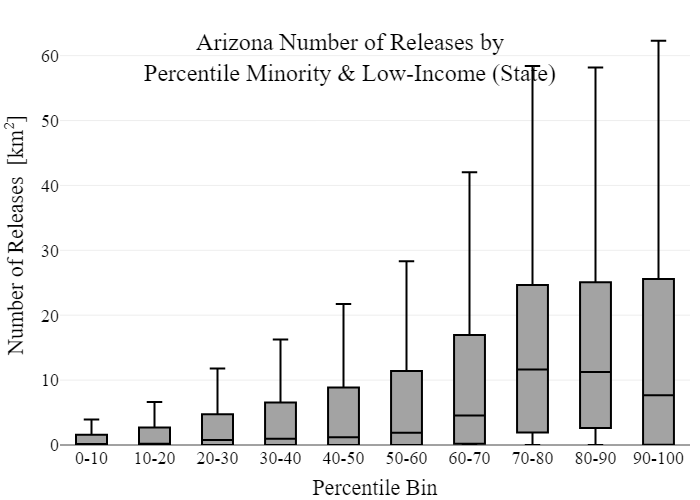 Arizona Number of Releases by
Percentile Minority & Low-Income (State)
Number of Releases [km²]
60
50
40
30
20
10
0
0-10 10-20 20-30 30-40 40-50 50-60 60-70 70-80 80-90 90-100
Percentile Bin